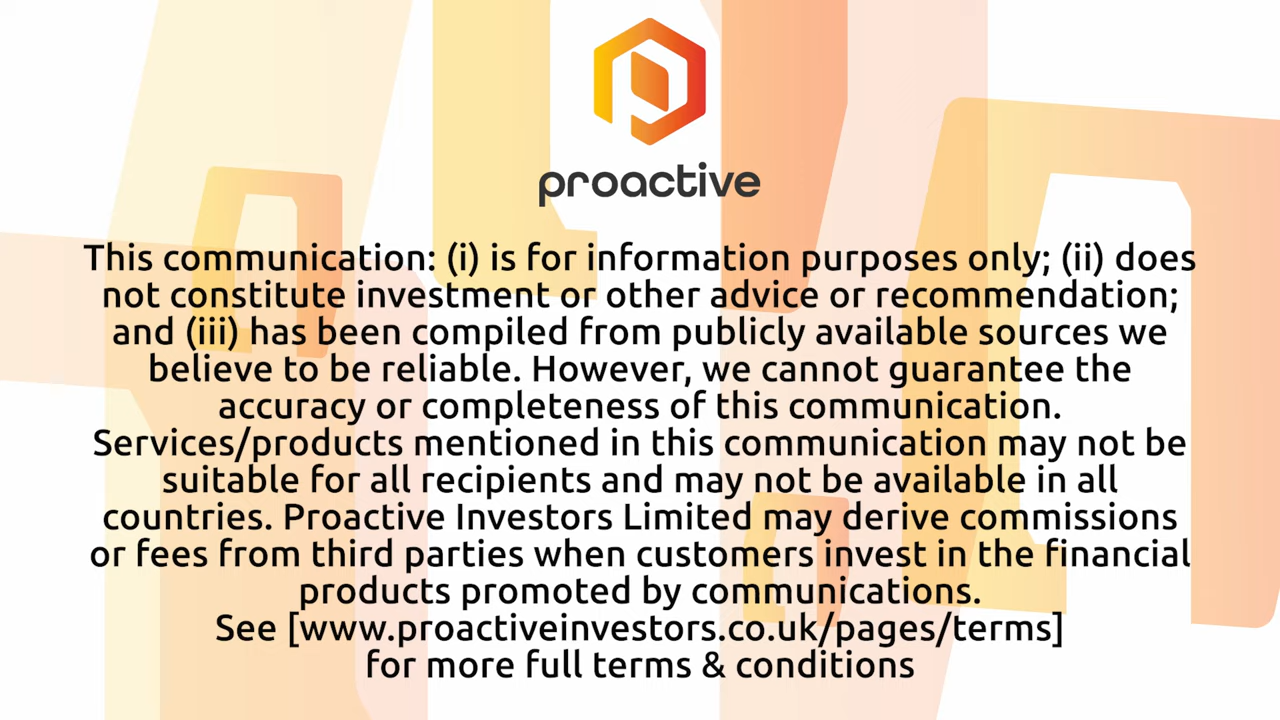 proactive
This communication: (i) is for information purposes only; (ii) does
not constitute investment or other advice or recommendation;
and (iii) has been compiled from publicly available sources we
believe to be reliable. However, we cannot guarantee the
accuracy or completeness of this communication.
Services/products mentioned in this communication may not be
suitable for all recipients and may not be available in all
countries. Proactive Investors Limited may derive commissions
or fees from third parties when customers invest in the financial
products promoted by communications.
See [www.proactiveinvestors.co.uk/pages/terms]
for more full terms & conditions